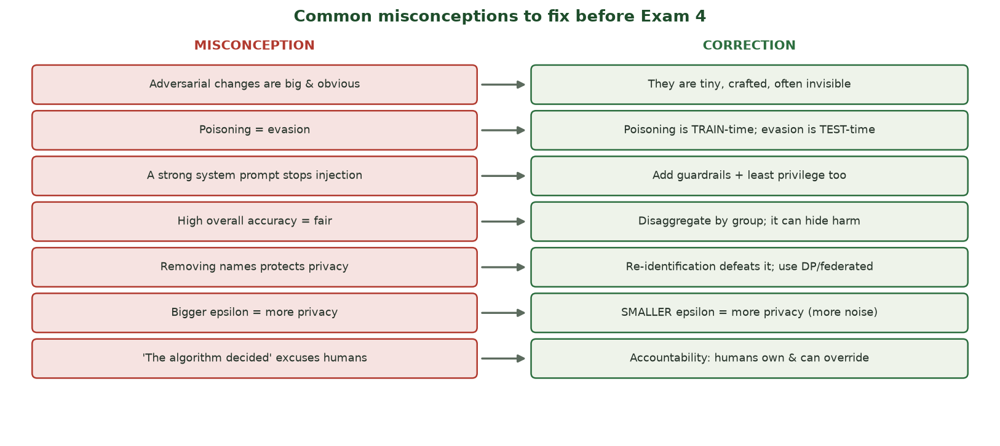 Common misconceptions to fix before Exam 4
MISCONCEPTION
CORRECTION
Adversarial changes are big & obvious
They are tiny, crafted, often invisible
Poisoning = evasion
Poisoning is TRAIN-time; evasion is TEST-time
A strong system prompt stops injection
Add guardrails + least privilege too
High overall accuracy = fair
Disaggregate by group; it can hide harm
Removing names protects privacy
Re-identification defeats it; use DP/federated
Bigger epsilon = more privacy
SMALLER epsilon = more privacy (more noise)
'The algorithm decided' excuses humans
Accountability: humans own & can override